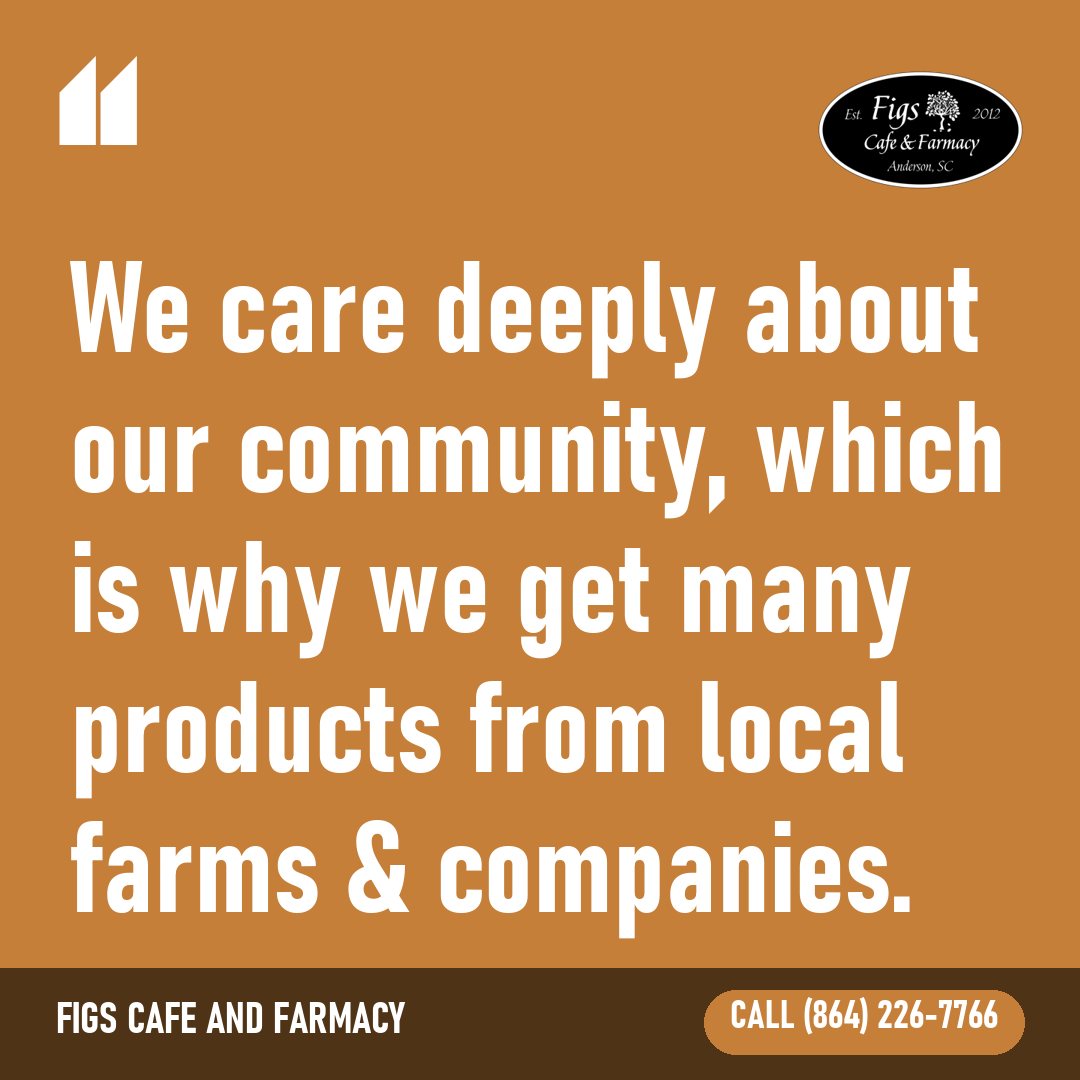 “
Est. Figs 2012
Cafe & Farmacy
Anderson, SC
We care deeply about
our community, which
is why we get many
products from local
farms & companies.
FIGS CAFE AND FARMACY
CALL (864) 226-7766